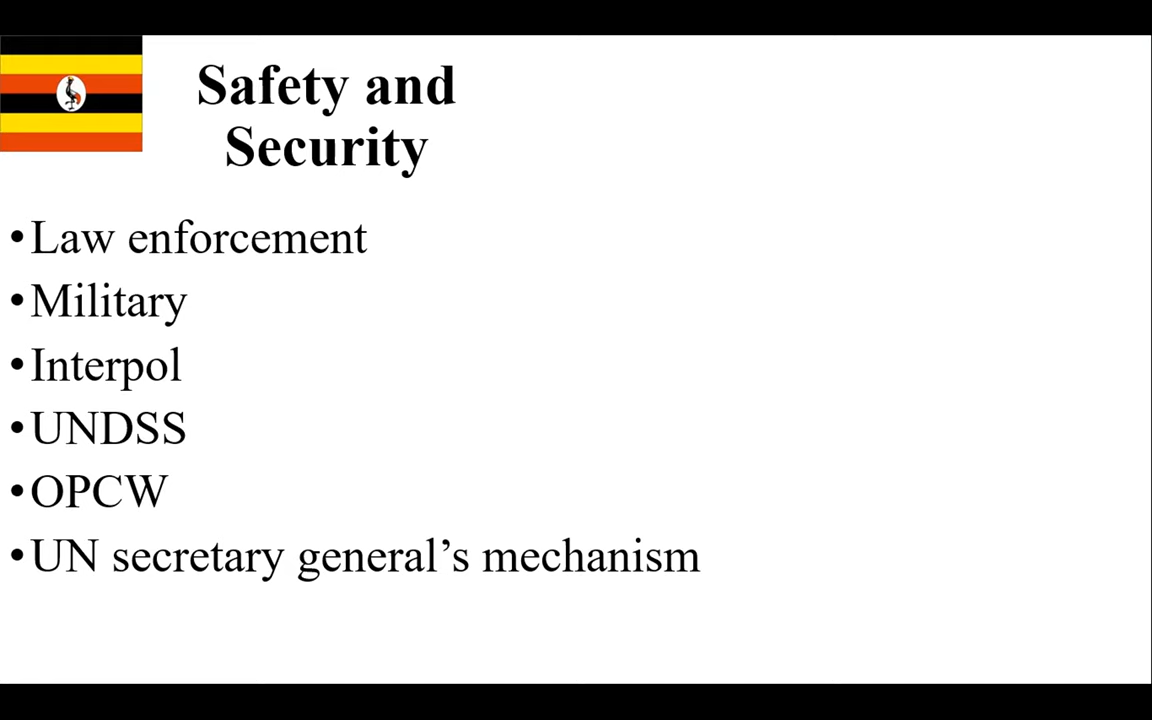 Safety and
Security
•Law enforcement
•Military
•Interpol
•UNDSS
•OPCW
•UN secretary general’s mechanism